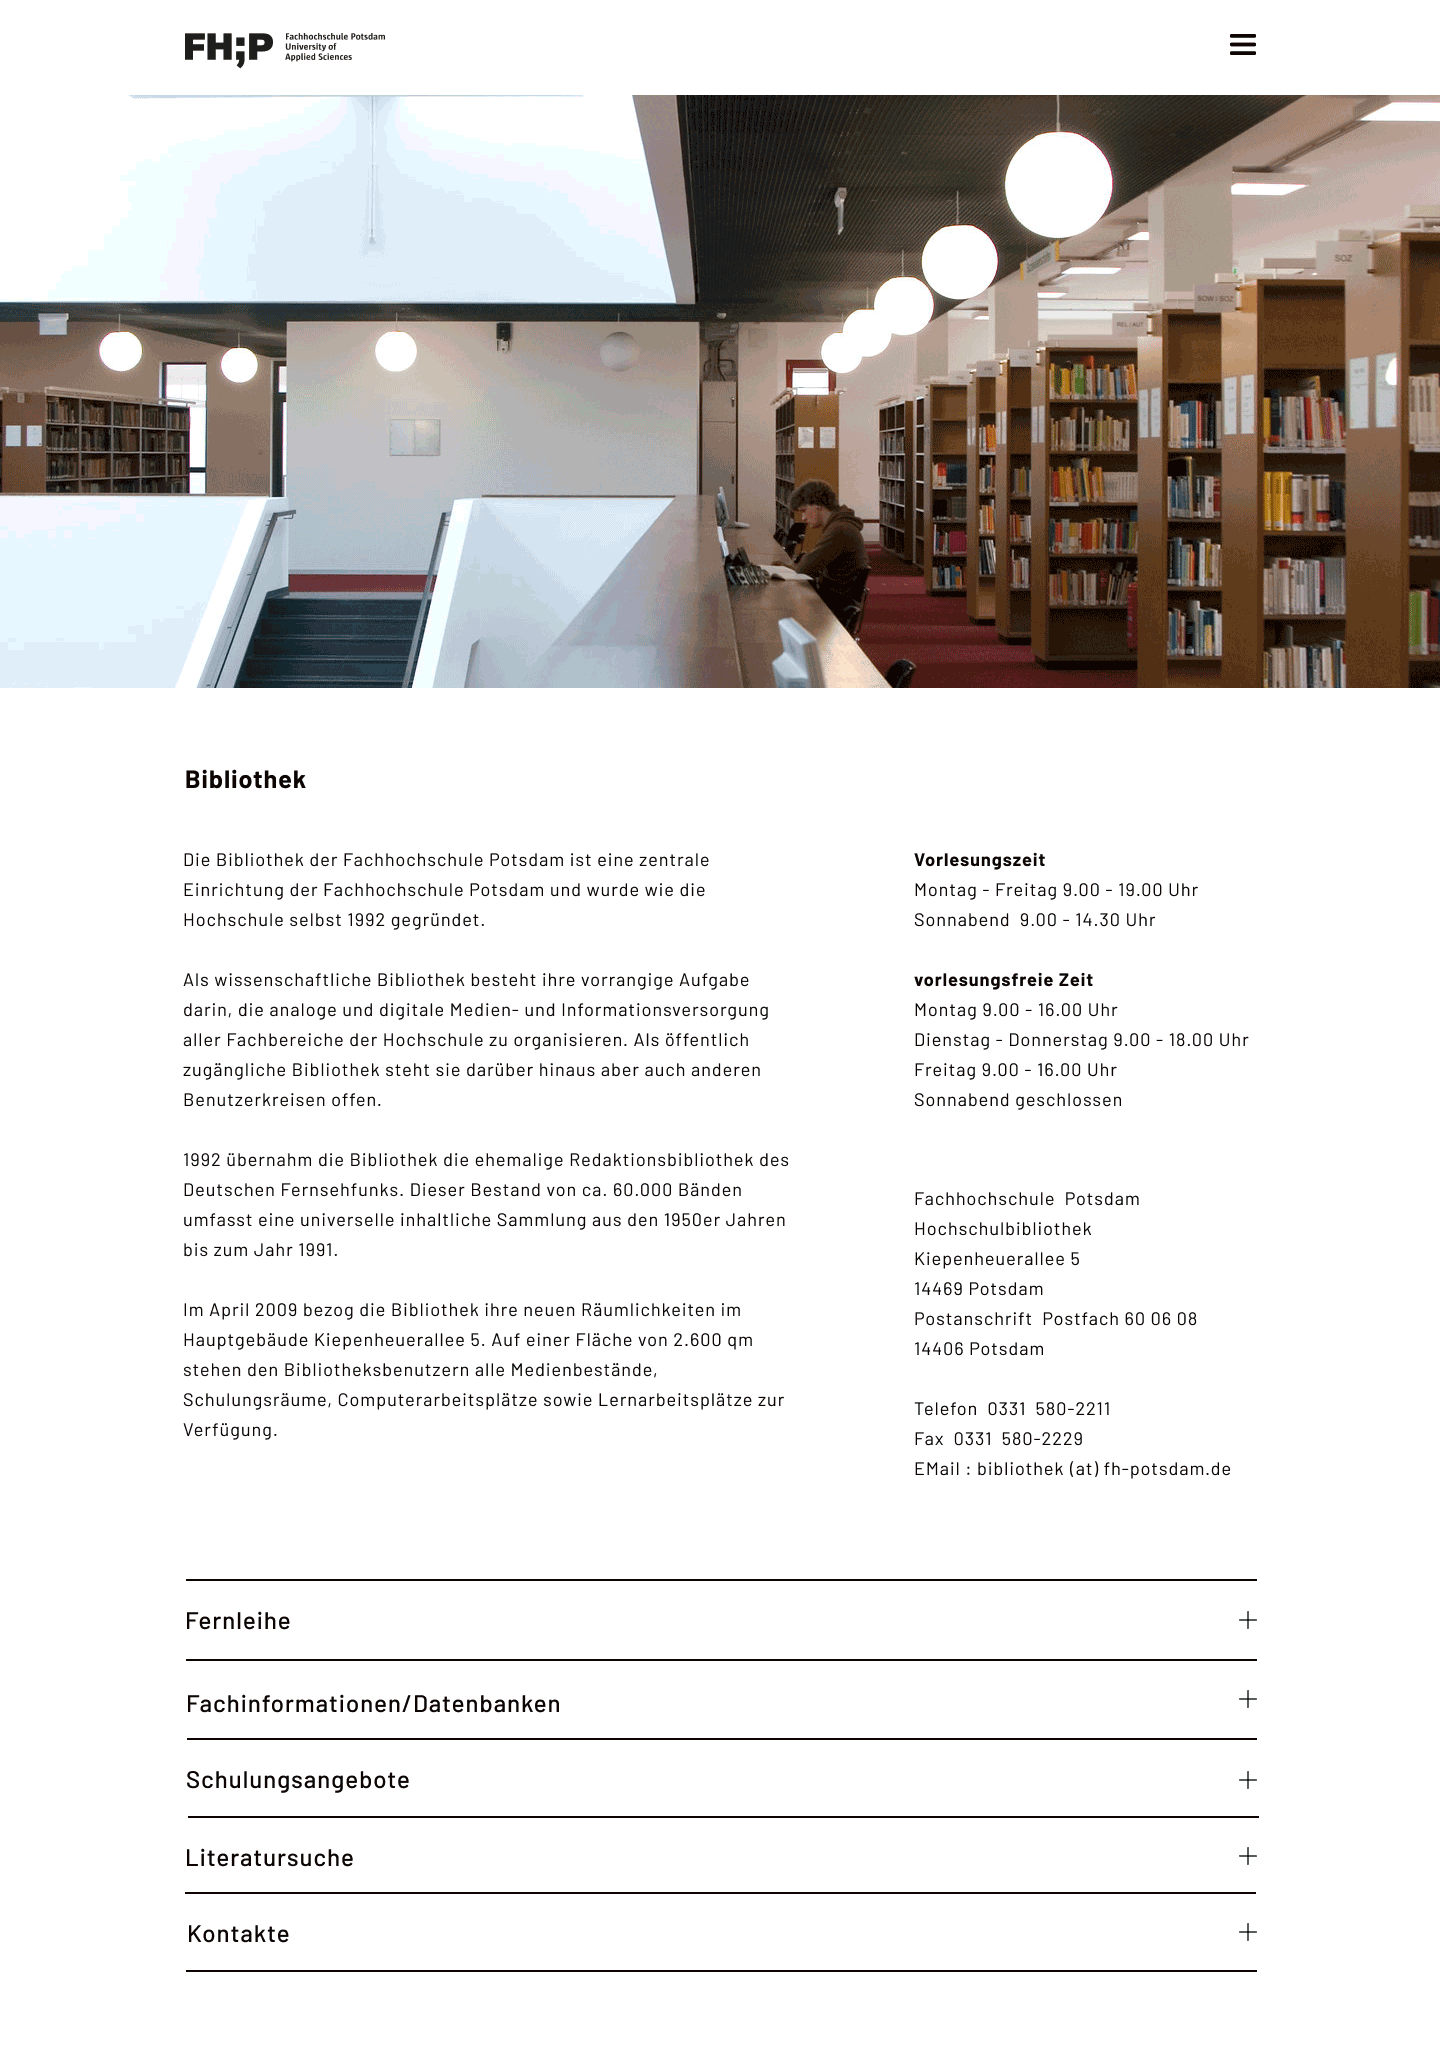 FH;P
Fachhochschule Potsdam
University of
Applied Sciences
SOZ
SOW / SOZ
REL / AUT
Bibliothek
Die Bibliothek der Fachhochschule Potsdam ist eine zentrale
Einrichtung der Fachhochschule Potsdam und wurde wie die
Hochschule selbst 1992 gegründet.
Als wissenschaftliche Bibliothek besteht ihre vorrangige Aufgabe
darin, die analoge und digitale Medien- und Informationsversorgung
aller Fachbereiche der Hochschule zu organisieren. Als öffentlich
zugängliche Bibliothek steht sie darüber hinaus aber auch anderen
Benutzerkreisen offen.
1992 übernahm die Bibliothek die ehemalige Redaktionsbibliothek des
Deutschen Fernsehfunks. Dieser Bestand von ca. 60.000 Bänden
umfasst eine universelle inhaltliche Sammlung aus den 1950er Jahren
bis zum Jahr 1991.
Im April 2009 bezog die Bibliothek ihre neuen Räumlichkeiten im
Hauptgebäude Kiepenheuerallee 5. Auf einer Fläche von 2.600 qm
stehen den Bibliotheksbenutzern alle Medienbestände,
Schulungsräume, Computerarbeitsplätze sowie Lernarbeitsplätze zur
Verfügung.
Vorlesungszeit
Montag - Freitag 9.00 - 19.00 Uhr
Sonnabend 9.00 - 14.30 Uhr
vorlesungsfreie Zeit
Montag 9.00 - 16.00 Uhr
Dienstag - Donnerstag 9.00 - 18.00 Uhr
Freitag 9.00 - 16.00 Uhr
Sonnabend geschlossen
Fachhochschule Potsdam
Hochschulbibliothek
Kiepenheuerallee 5
14469 Potsdam
Postanschrift Postfach 60 06 08
14406 Potsdam
Telefon 0331 580-2211
Fax 0331 580-2229
EMail : bibliothek (at) fh-potsdam.de
Fernleihe
Fachinformationen/Datenbanken
Schulungsangebote
Literatursuche
Kontakte